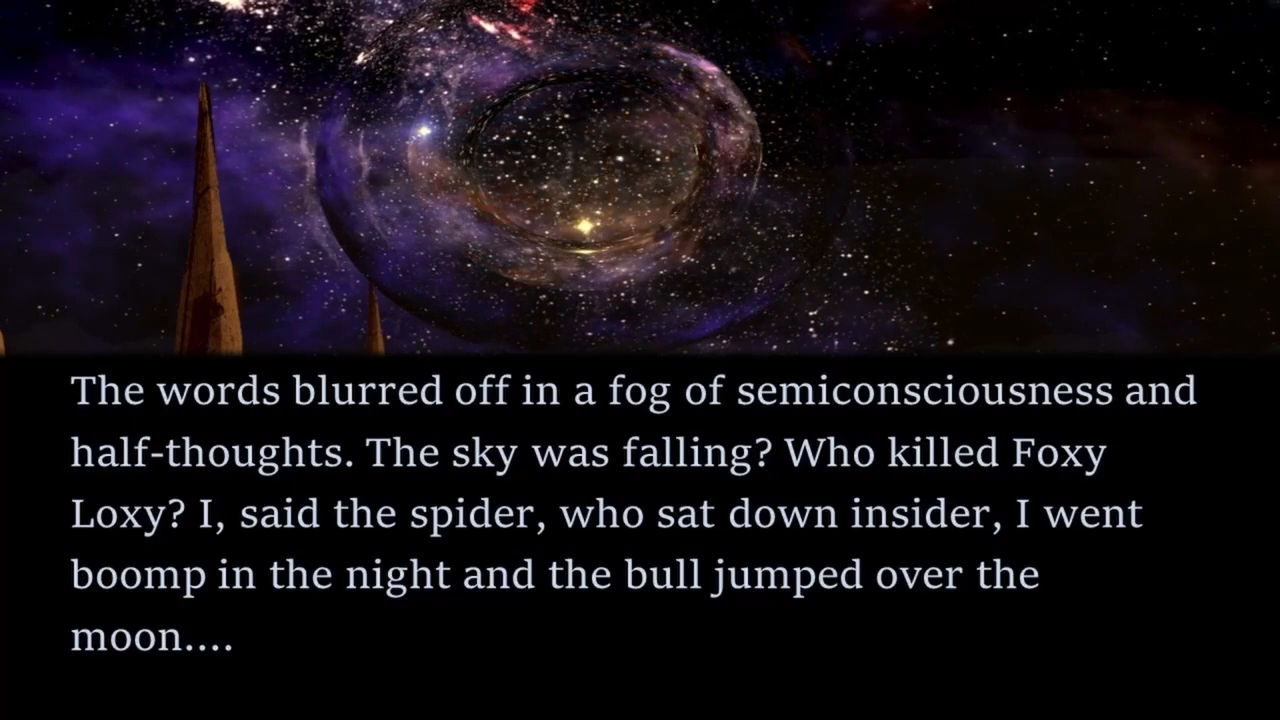 The words blurred off in a fog of semiconsciousness and
half-thoughts. The sky was falling? Who killed Foxy
Loxy? I, said the spider, who sat down insider, I went
boomp in the night and the bull jumped over the
moon....